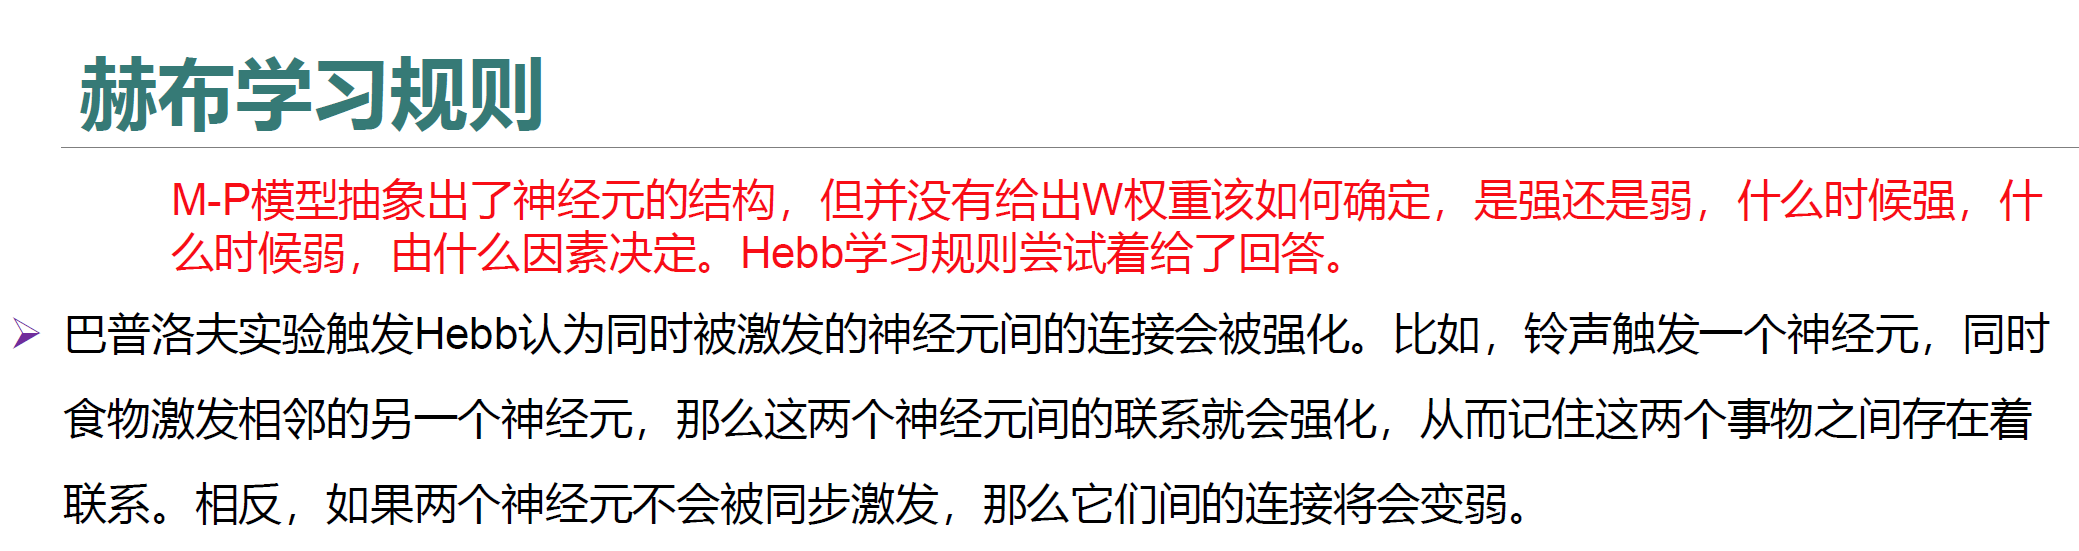 赫布学习规则
M-P模型抽象出了神经元的结构，但并没有给出W权重该如何确定，是强还是弱，什么时候强，什
么时候弱，由什么因素决定。Hebb学习规则尝试着给了回答。
巴普洛夫实验触发Hebb认为同时被激发的神经元间的连接会被强化。比如，铃声触发一个神经元，同时
食物激发相邻的另一个神经元，那么这两个神经元间的联系就会强化，从而记住这两个事物之间存在着
联系。相反，如果两个神经元不会被同步激发，那么它们间的连接将会变弱。